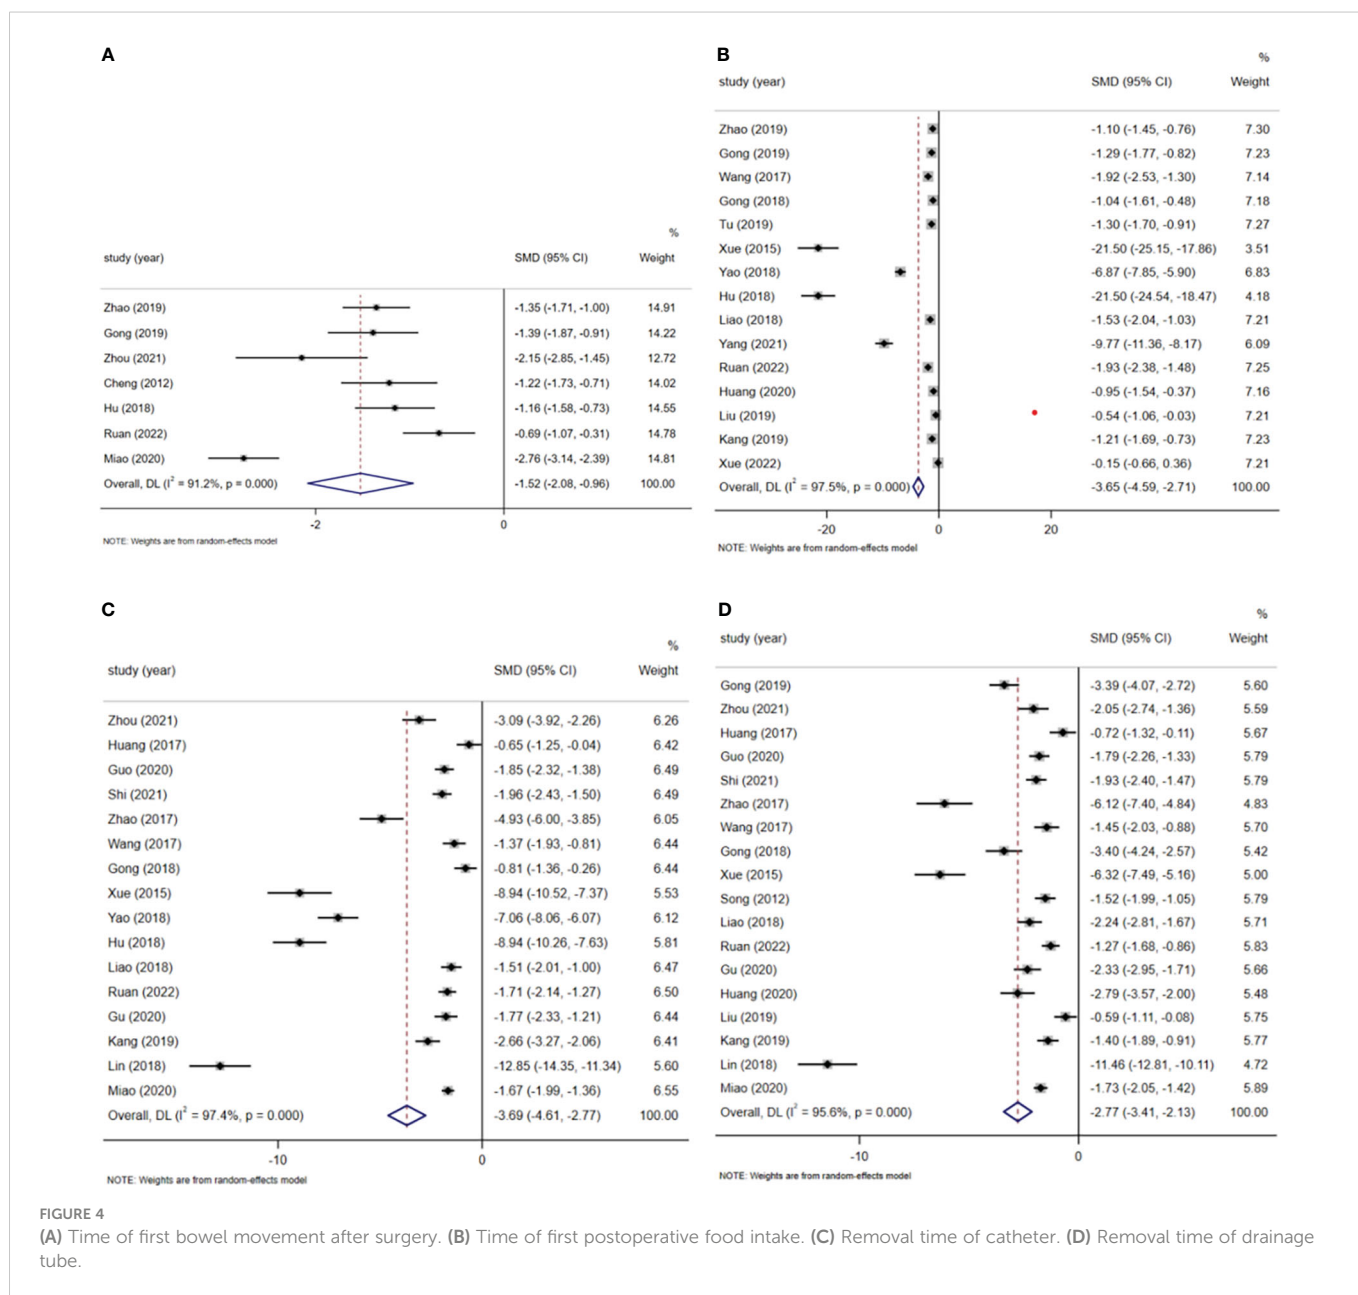 A
%
study (year) SMD (95% CI) Weight
Zhao (2019) -1.35 (-1.71, -1.00) 14.91
Gong (2019) -1.39 (-1.87, -0.91) 14.22
Zhou (2021) -2.15 (-2.85, -1.45) 12.72
Cheng (2012) -1.22 (-1.73, -0.71) 14.02
Hu (2018) -1.16 (-1.58, -0.73) 14.55
Ruan (2022) -0.69 (-1.07, -0.31) 14.78
Miao (2020) -2.76 (-3.14, -2.39) 14.81
Overall, DL (I² = 91.2%, p = 0.000) -1.52 (-2.08, -0.96) 100.00
-2 0
NOTE: Weights are from random-effects model
B
%
study (year) SMD (95% CI) Weight
Zhao (2019) -1.10 (-1.45, -0.76) 7.30
Gong (2019) -1.29 (-1.77, -0.82) 7.23
Wang (2017) -1.92 (-2.53, -1.30) 7.14
Gong (2018) -1.04 (-1.61, -0.48) 7.18
Tu (2019) -1.30 (-1.70, -0.91) 7.27
Xue (2015) -21.50 (-25.15, -17.86) 3.51
Yao (2018) -6.87 (-7.85, -5.90) 6.83
Hu (2018) -21.50 (-24.54, -18.47) 4.18
Liao (2018) -1.53 (-2.04, -1.03) 7.21
Yang (2021) -9.77 (-11.36, -8.17) 6.09
Ruan (2022) -1.93 (-2.38, -1.48) 7.25
Huang (2020) -0.95 (-1.54, -0.37) 7.16
Liu (2019) -0.54 (-1.06, -0.03) 7.21
Kang (2019) -1.21 (-1.69, -0.73) 7.23
Xue (2022) -0.15 (-0.66, 0.36) 7.21
Overall, DL (I² = 97.5%, p = 0.000) -3.65 (-4.59, -2.71) 100.00
-20 0 20
NOTE: Weights are from random-effects model
C
%
study (year) SMD (95% CI) Weight
Zhou (2021) -3.09 (-3.92, -2.26) 6.26
Huang (2017) -0.65 (-1.25, -0.04) 6.42
Guo (2020) -1.85 (-2.32, -1.38) 6.49
Shi (2021) -1.96 (-2.43, -1.50) 6.49
Zhao (2017) -4.93 (-6.00, -3.85) 6.05
Wang (2017) -1.37 (-1.93, -0.81) 6.44
Gong (2018) -0.81 (-1.36, -0.26) 6.44
Xue (2015) -8.94 (-10.52, -7.37) 5.53
Yao (2018) -7.06 (-8.06, -6.07) 6.12
Hu (2018) -8.94 (-10.26, -7.63) 5.81
Liao (2018) -1.51 (-2.01, -1.00) 6.47
Ruan (2022) -1.71 (-2.14, -1.27) 6.50
Gu (2020) -1.77 (-2.33, -1.21) 6.44
Kang (2019) -2.66 (-3.27, -2.06) 6.41
Lin (2018) -12.85 (-14.35, -11.34) 5.60
Miao (2020) -1.67 (-1.99, -1.36) 6.55
Overall, DL (I² = 97.4%, p = 0.000) -3.69 (-4.61, -2.77) 100.00
-10 0
NOTE: Weights are from random-effects model
D
%
study (year) SMD (95% CI) Weight
Gong (2019) -3.39 (-4.07, -2.72) 5.60
Zhou (2021) -2.05 (-2.74, -1.36) 5.59
Huang (2017) -0.72 (-1.32, -0.11) 5.67
Guo (2020) -1.79 (-2.26, -1.33) 5.79
Shi (2021) -1.93 (-2.40, -1.47) 5.79
Zhao (2017) -6.12 (-7.40, -4.84) 4.83
Wang (2017) -1.45 (-2.03, -0.88) 5.70
Gong (2018) -3.40 (-4.24, -2.57) 5.42
Xue (2015) -6.32 (-7.49, -5.16) 5.00
Song (2012) -1.52 (-1.99, -1.05) 5.79
Liao (2018) -2.24 (-2.81, -1.67) 5.71
Ruan (2022) -1.27 (-1.68, -0.86) 5.83
Gu (2020) -2.33 (-2.95, -1.71) 5.66
Huang (2020) -2.79 (-3.57, -2.00) 5.48
Liu (2019) -0.59 (-1.11, -0.08) 5.75
Kang (2019) -1.40 (-1.89, -0.91) 5.77
Lin (2018) -11.46 (-12.81, -10.11) 4.72
Miao (2020) -1.73 (-2.05, -1.42) 5.89
Overall, DL (I² = 95.6%, p = 0.000) -2.77 (-3.41, -2.13) 100.00
-10 0
NOTE: Weights are from random-effects model
FIGURE 4
(A) Time of first bowel movement after surgery. (B) Time of first postoperative food intake. (C) Removal time of catheter. (D) Removal time of drainage
tube.